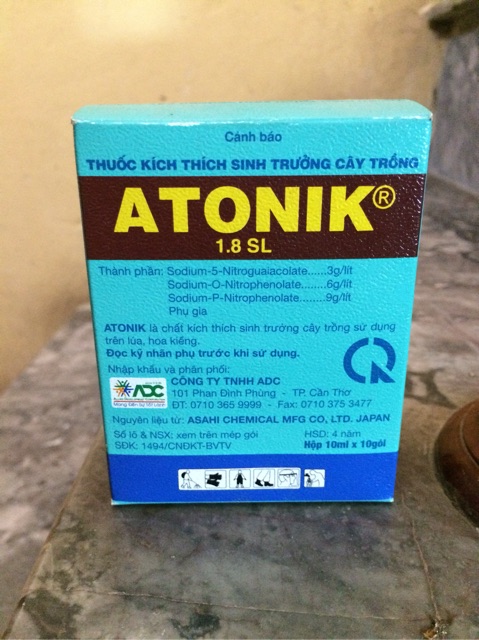 Cảnh báo
THUỐC KÍCH THÍCH SINH TRƯỞNG CÂY TRỒNG
ATONIK®
1.8 SL
Thành phần: Sodium-5-Nitroguaiacolate......3g/lít
Sodium-O-Nitrophenolate........6g/lít
Sodium-P-Nitrophenolate........9g/lít
Phụ gia
ATONIK là chất kích thích sinh trưởng cây trồng sử dụng
trên lúa, hoa kiểng.
Đọc kỹ nhãn phụ trước khi sử dụng.
Nhập khẩu và phân phối:
ADC
CÔNG TY TNHH ADC
101 Phan Đình Phùng - TP. Cần Thơ
ĐT: 0710 365 9999 - Fax: 0710 375 3477
Nguyên liệu từ: ASAHI CHEMICAL MFG CO, LTD. JAPAN
Số lô & NSX: xem trên mép gói HSD: 4 năm
SĐK: 1494/CNĐKT-BVTV Hộp 10ml x 10gói